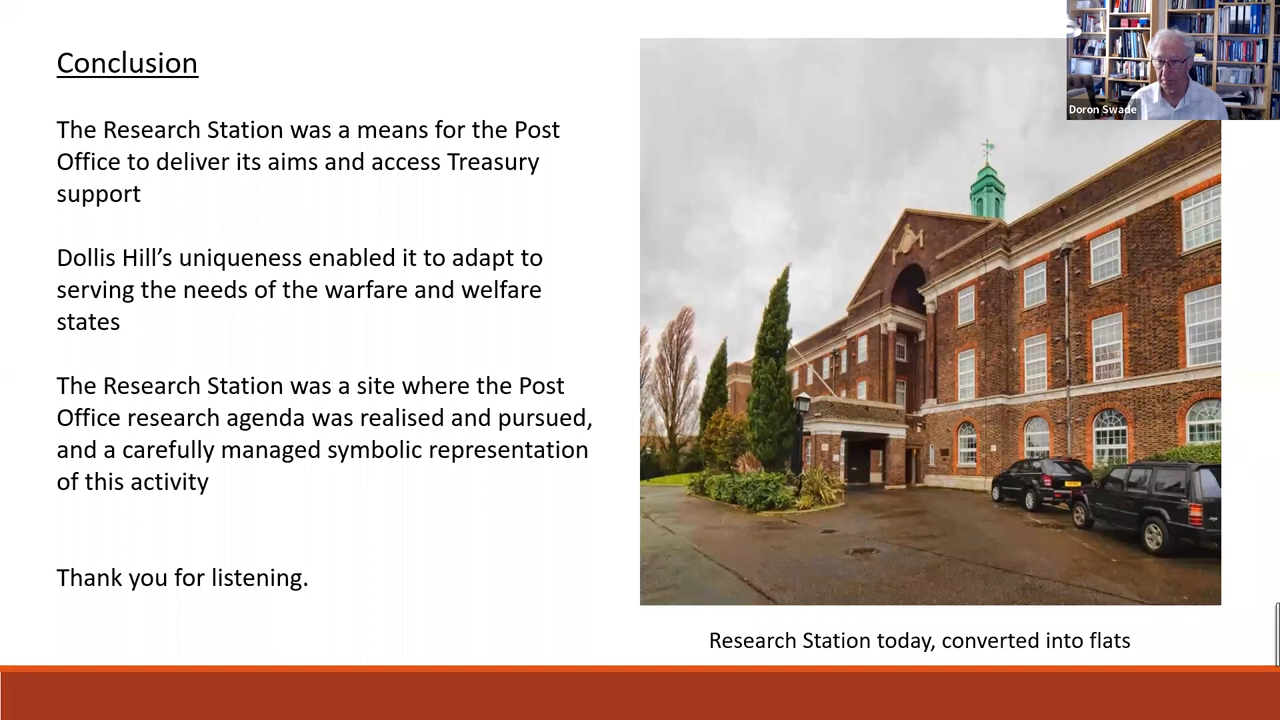 Conclusion
The Research Station was a means for the Post
Office to deliver its aims and access Treasury
support
Dollis Hill’s uniqueness enabled it to adapt to
serving the needs of the warfare and welfare
states
The Research Station was a site where the Post
Office research agenda was realised and pursued,
and a carefully managed symbolic representation
of this activity
Thank you for listening.
Doron Swade
Research Station today, converted into flats